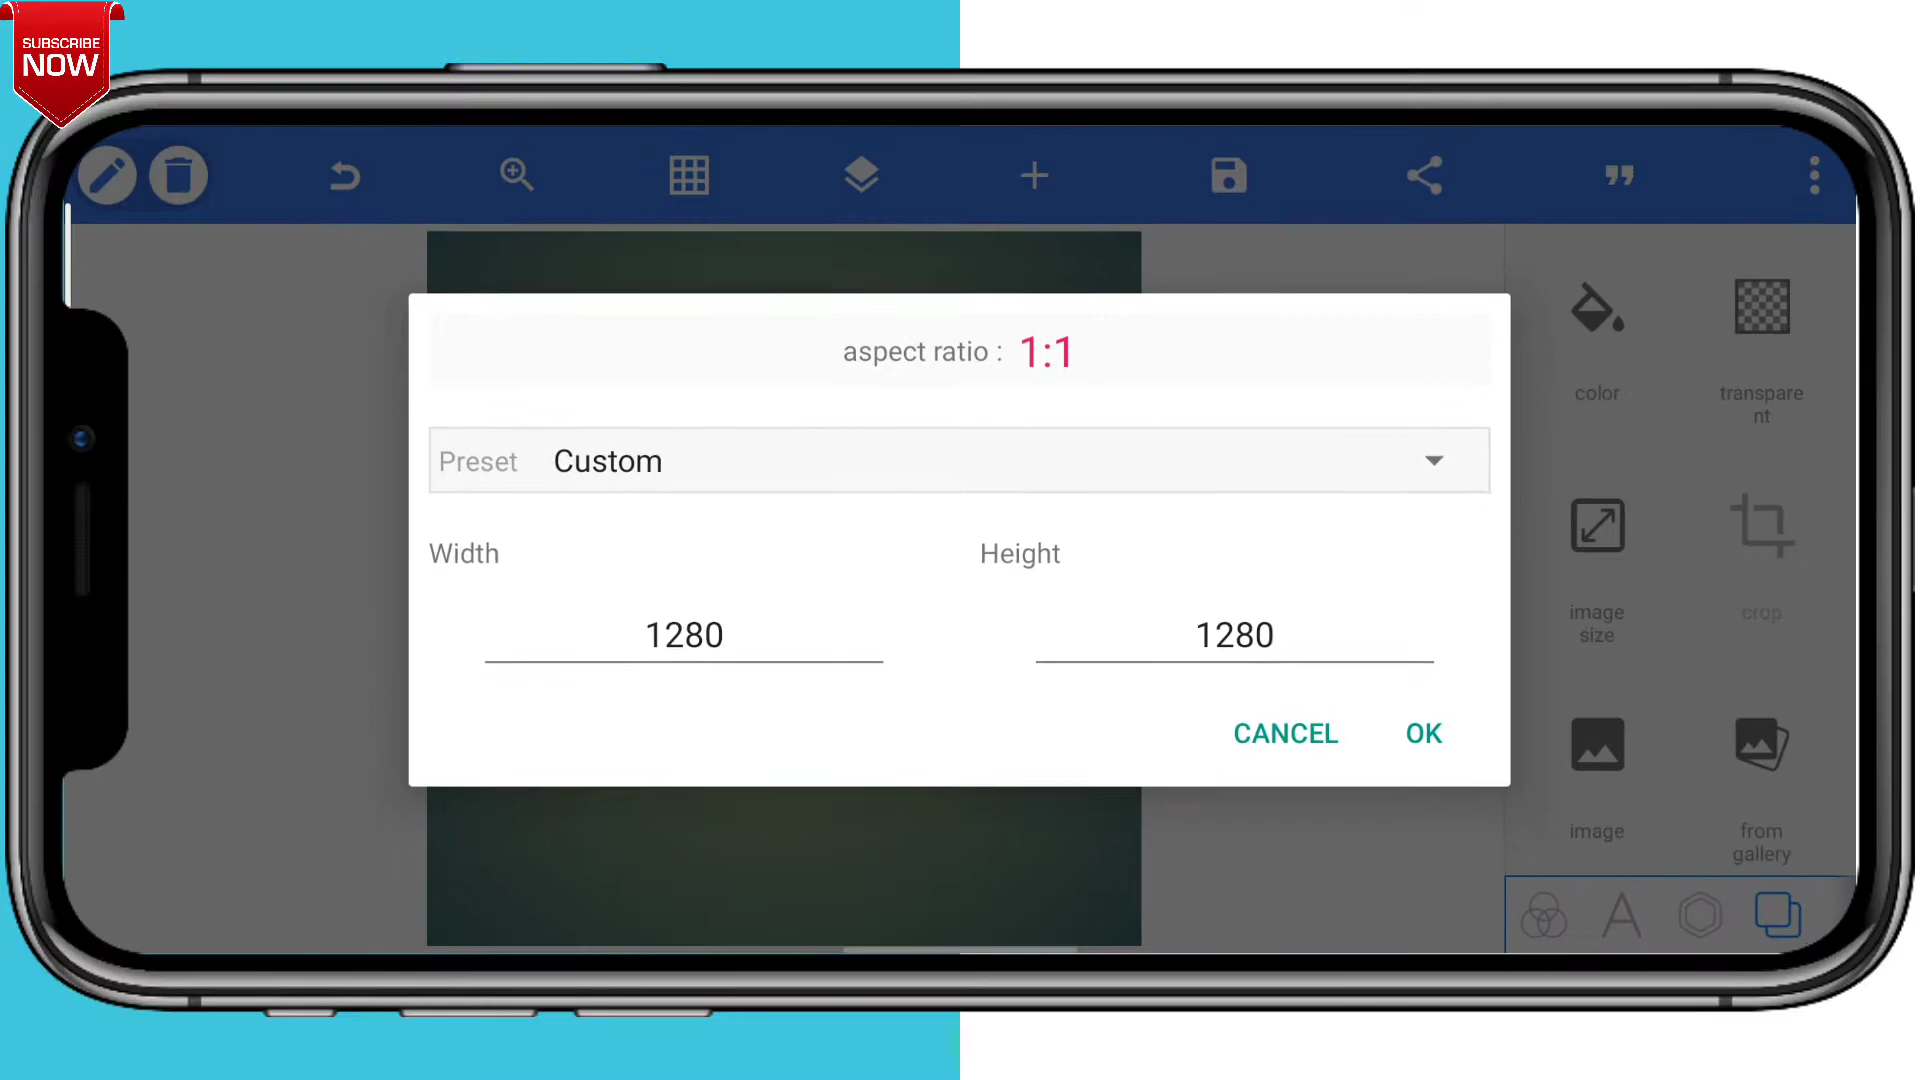 SUBSCRIBE
NOW
aspect ratio : 1:1
Preset Custom
Width Height
1280 1280
CANCEL OK
color
transpare
nt
image
size
crop
image
from
gallery